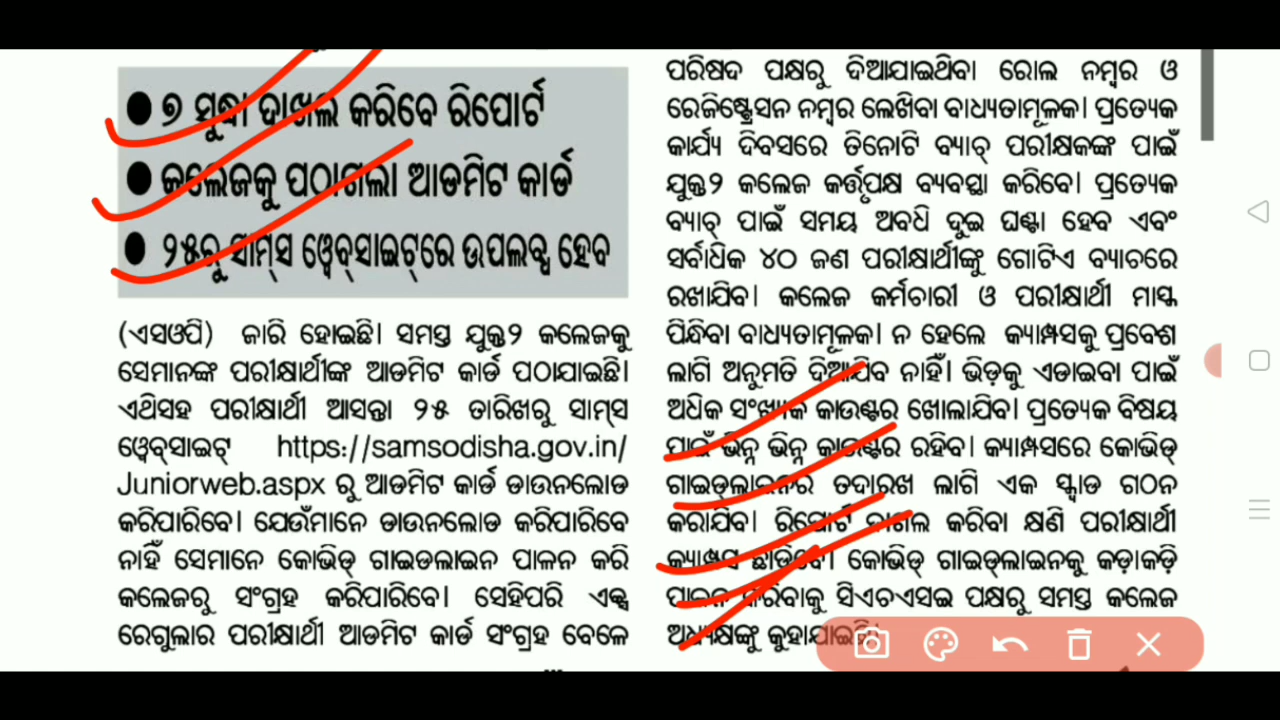 ● ୭ ସୁଦ୍ଧା ଦାଖଲ କରିବେ ରିପୋର୍ଟ
● କଲେଜକୁ ପଠାଗଲା ଆଡମିଟ କାର୍ଡ
● ୨୫ରୁ ସାମ୍‌ସ ୱେବ୍‌ସାଇଟ୍‌ରେ ଉପଲବ୍ଧ ହେବ
(ଏସଓପି) ଜାରି ହୋଇଛି। ସମସ୍ତ ଯୁକ୍ତ୨ କଲେଜକୁ
ସେମାନଙ୍କ ପରୀକ୍ଷାର୍ଥୀଙ୍କ ଆଡମିଟ କାର୍ଡ ପଠାଯାଇଛି।
ଏଥିସହ ପରୀକ୍ଷାର୍ଥୀ ଆସନ୍ତା ୨୫ ତାରିଖରୁ ସାମ୍‌ସ
ୱେବ୍‌ସାଇଟ୍ https://samsodisha.gov.in/
Juniorweb.aspx ରୁ ଆଡମିଟ କାର୍ଡ ଡାଉନଲୋଡ
କରିପାରିବେ। ଯେଉଁମାନେ ଡାଉନଲୋଡ କରିପାରିବେ
ନାହିଁ ସେମାନେ କୋଭିଡ୍ ଗାଇଡଲାଇନ ପାଳନ କରି
କଲେଜରୁ ସଂଗ୍ରହ କରିପାରିବେ। ସେହିପରି ଏକ୍ସ
ରେଗୁଲାର ପରୀକ୍ଷାର୍ଥୀ ଆଡମିଟ କାର୍ଡ ସଂଗ୍ରହ ବେଳେ
ପରିଷଦ ପକ୍ଷରୁ ଦିଆଯାଇଥିବା ରୋଲ ନମ୍ବର ଓ
ରେଜିଷ୍ଟ୍ରେସନ ନମ୍ବର ଲେଖିବା ବାଧ୍ୟତାମୂଳକ। ପ୍ରତ୍ୟେକ
କାର୍ଯ୍ୟ ଦିବସରେ ତିନୋଟି ବ୍ୟାଚ୍ ପରୀକ୍ଷକଙ୍କ ପାଇଁ
ଯୁକ୍ତ୨ କଲେଜ କର୍ତ୍ତୃପକ୍ଷ ବ୍ୟବସ୍ଥା କରିବେ। ପ୍ରତ୍ୟେକ
ବ୍ୟାଚ୍ ପାଇଁ ସମୟ ଅବଧି ଦୁଇ ଘଣ୍ଟା ହେବ ଏବଂ
ସର୍ବାଧିକ ୪୦ ଜଣ ପରୀକ୍ଷାର୍ଥୀଙ୍କୁ ଗୋଟିଏ ବ୍ୟାଚରେ
ରଖାଯିବ। କଲେଜ କର୍ମଚାରୀ ଓ ପରୀକ୍ଷାର୍ଥୀ ମାସ୍କ
ପିନ୍ଧିବା ବାଧ୍ୟତାମୂଳକ। ନ ହେଲେ କ୍ୟାମ୍ପସକୁ ପ୍ରବେଶ
ଲାଗି ଅନୁମତି ଦିଆଯିବ ନାହିଁ। ଭିଡ଼କୁ ଏଡାଇବା ପାଇଁ
ଅଧିକ ସଂଖ୍ୟାକ କାଉଣ୍ଟର ଖୋଲାଯିବ। ପ୍ରତ୍ୟେକ ବିଷୟ
ପାଇଁ ଭିନ୍ନ ଭିନ୍ନ କାଉଣ୍ଟର ରହିବ। କ୍ୟାମ୍ପସରେ କୋଭିଡ୍
ଗାଇଡ୍‌ଲାଇନର ତଦାରଖ ଲାଗି ଏକ ସ୍କ୍ୱାଡ ଗଠନ
କରାଯିବ। ରିପୋର୍ଟ ଦାଖଲ କରିବା କ୍ଷଣି ପରୀକ୍ଷାର୍ଥୀ
କ୍ୟାମ୍ପସ ଛାଡିବେ। କୋଭିଡ୍ ଗାଇଡ୍‌ଲାଇନକୁ କଡ଼ାକଡ଼ି
ପାଳନ କରିବାକୁ ସିଏଚଏସଇ ପକ୍ଷରୁ ସମସ୍ତ କଲେଜ
ଅଧ୍ୟକ୍ଷଙ୍କୁ କୁହାଯାଇଛି।